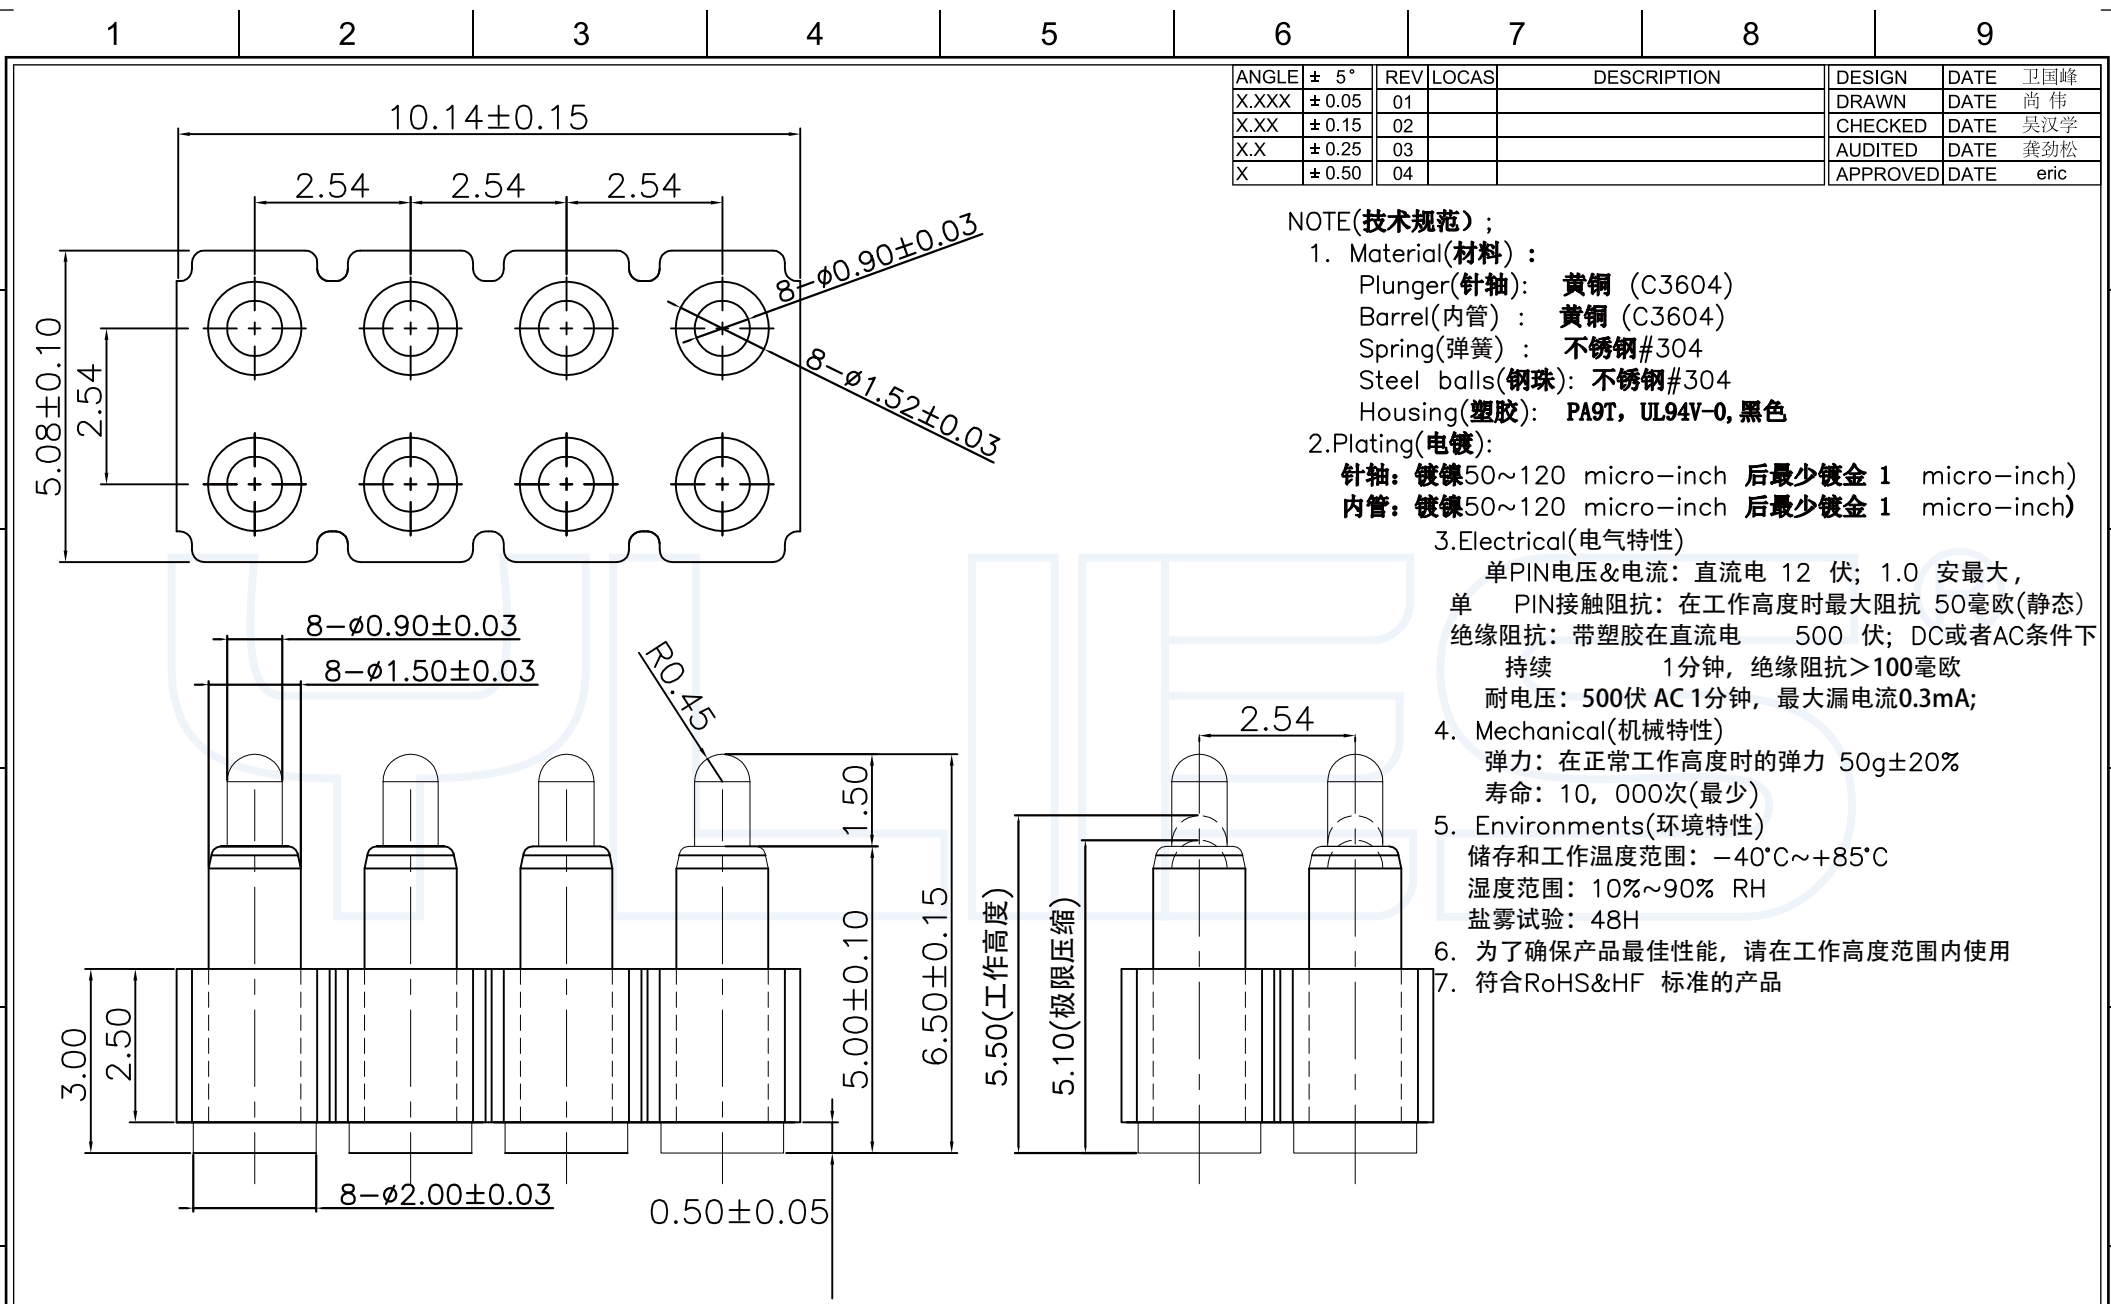 1 2 3 4 5 6 7 8 9
ANGLE ± 5° REV LOCAS DESCRIPTION DESIGN DATE 卫国峰
X.XXX ±0.05 01 DRAWN DATE 尚 伟
X.XX ±0.15 02 CHECKED DATE 吴汉学
X.X ±0.25 03 AUDITED DATE 龚劲松
X ±0.50 04 APPROVED DATE eric
10.14±0.15
2.54 2.54 2.54
8-ø0.90±0.03
8-ø1.52±0.03
5.08±0.10
2.54
NOTE(技术规范）;
1. Material(材料）:
Plunger(针轴): 黄铜 (C3604)
Barrel(内管) : 黄铜 (C3604)
Spring(弹簧) : 不锈钢#304
Steel balls(钢珠): 不锈钢#304
Housing(塑胶): PA9T, UL94V-0,黑色
2.Plating(电镀):
针轴: 镀镍50~120 micro-inch 后最少镀金 1 micro-inch)
内管: 镀镍50~120 micro-inch 后最少镀金 1 micro-inch)
3.Electrical(电气特性)
单PIN电压&电流: 直流电 12 伏; 1.0 安最大,
单 PIN接触阻抗: 在工作高度时最大阻抗 50毫欧(静态)
绝缘阻抗: 带塑胶在直流电 500 伏; DC或者AC条件下
持续 1分钟, 绝缘阻抗>100毫欧
耐电压: 500伏 AC 1分钟, 最大漏电流0.3mA;
4. Mechanical(机械特性)
弹力: 在正常工作高度时的弹力 50g±20%
寿命: 10, 000次(最少)
5. Environments(环境特性)
储存和工作温度范围: -40°C~+85°C
湿度范围: 10%~90% RH
盐雾试验: 48H
6. 为了确保产品最佳性能, 请在工作高度范围内使用
7. 符合RoHS&HF 标准的产品
8-ø0.90±0.03
8-ø1.50±0.03
R0.45
1.50
5.00±0.10
6.50±0.15
3.00
2.50
8-ø2.00±0.03
0.50±0.05
2.54
5.50(工作高度)
5.10(极限压缩)
YLIES®